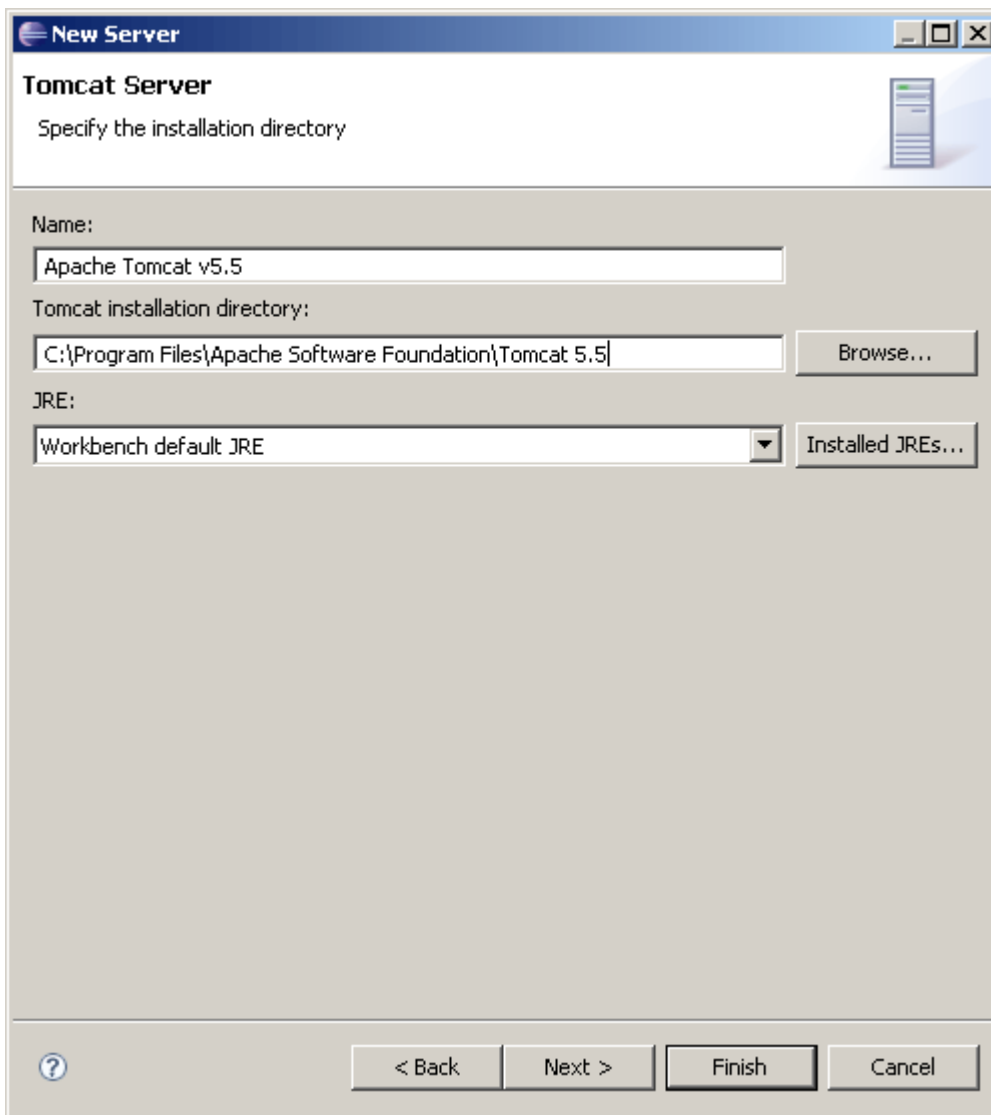 New Server
Tomcat Server
Specify the installation directory
Name:
Apache Tomcat v5.5
Tomcat installation directory:
C:\Program Files\Apache Software Foundation\Tomcat 5.5
Browse...
JRE:
Workbench default JRE
Installed JREs...
?
< Back
Next >
Finish
Cancel